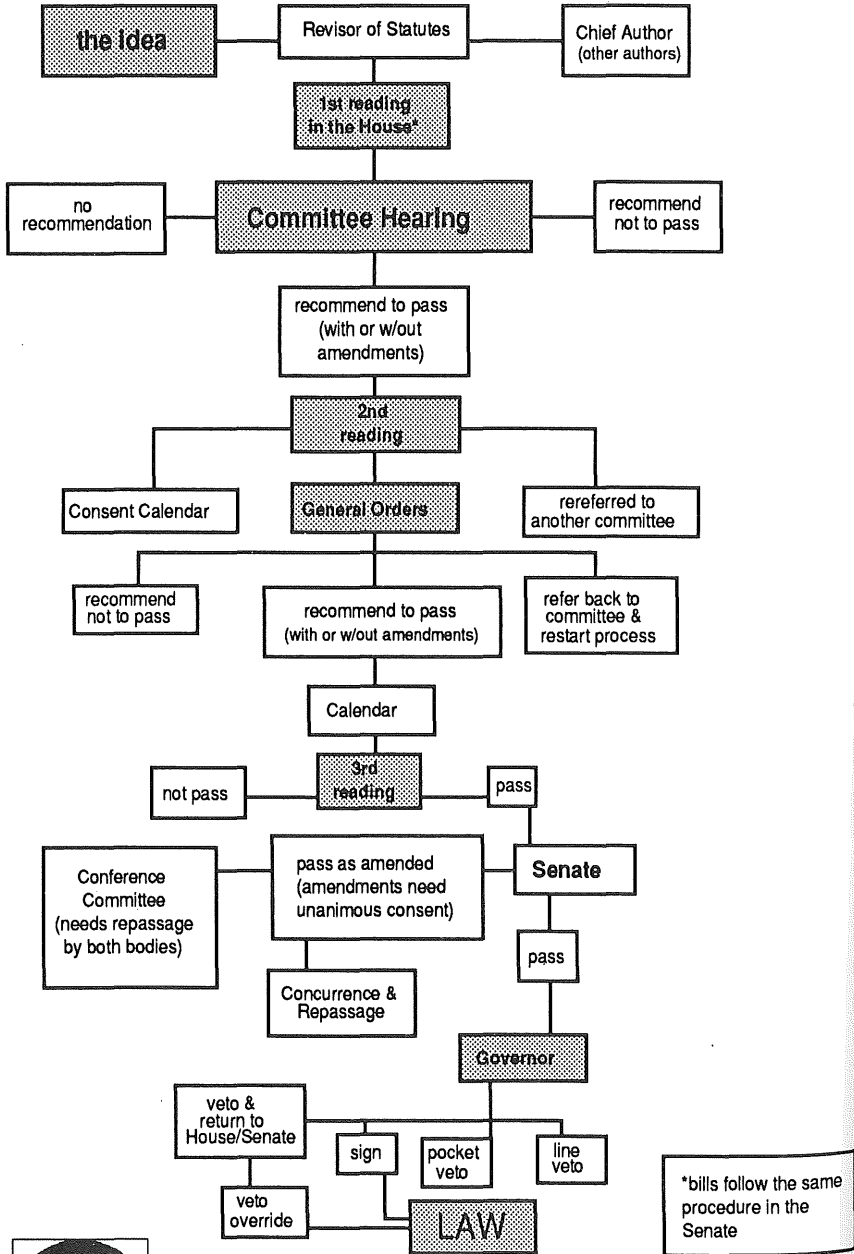 the Idea
Revisor of Statutes
Chief Author
(other authors)
1st reading
in the House*
no
recommendation
Committee Hearing
recommend
not to pass
recommend to pass
(with or w/out
amendments)
2nd
reading
Consent Calendar
General Orders
rereferred to
another committee
recommend
not to pass
recommend to pass
(with or w/out amendments)
refer back to
committee &
restart process
Calendar
not pass
3rd
reading
pass
Conference
Committee
(needs repassage
by both bodies)
pass as amended
(amendments need
unanimous consent)
Senate
pass
Concurrence &
Repassage
Governor
veto &
return to
House/Senate
sign
pocket
veto
line
veto
veto
override
LAW
*bills follow the same
procedure in the
Senate